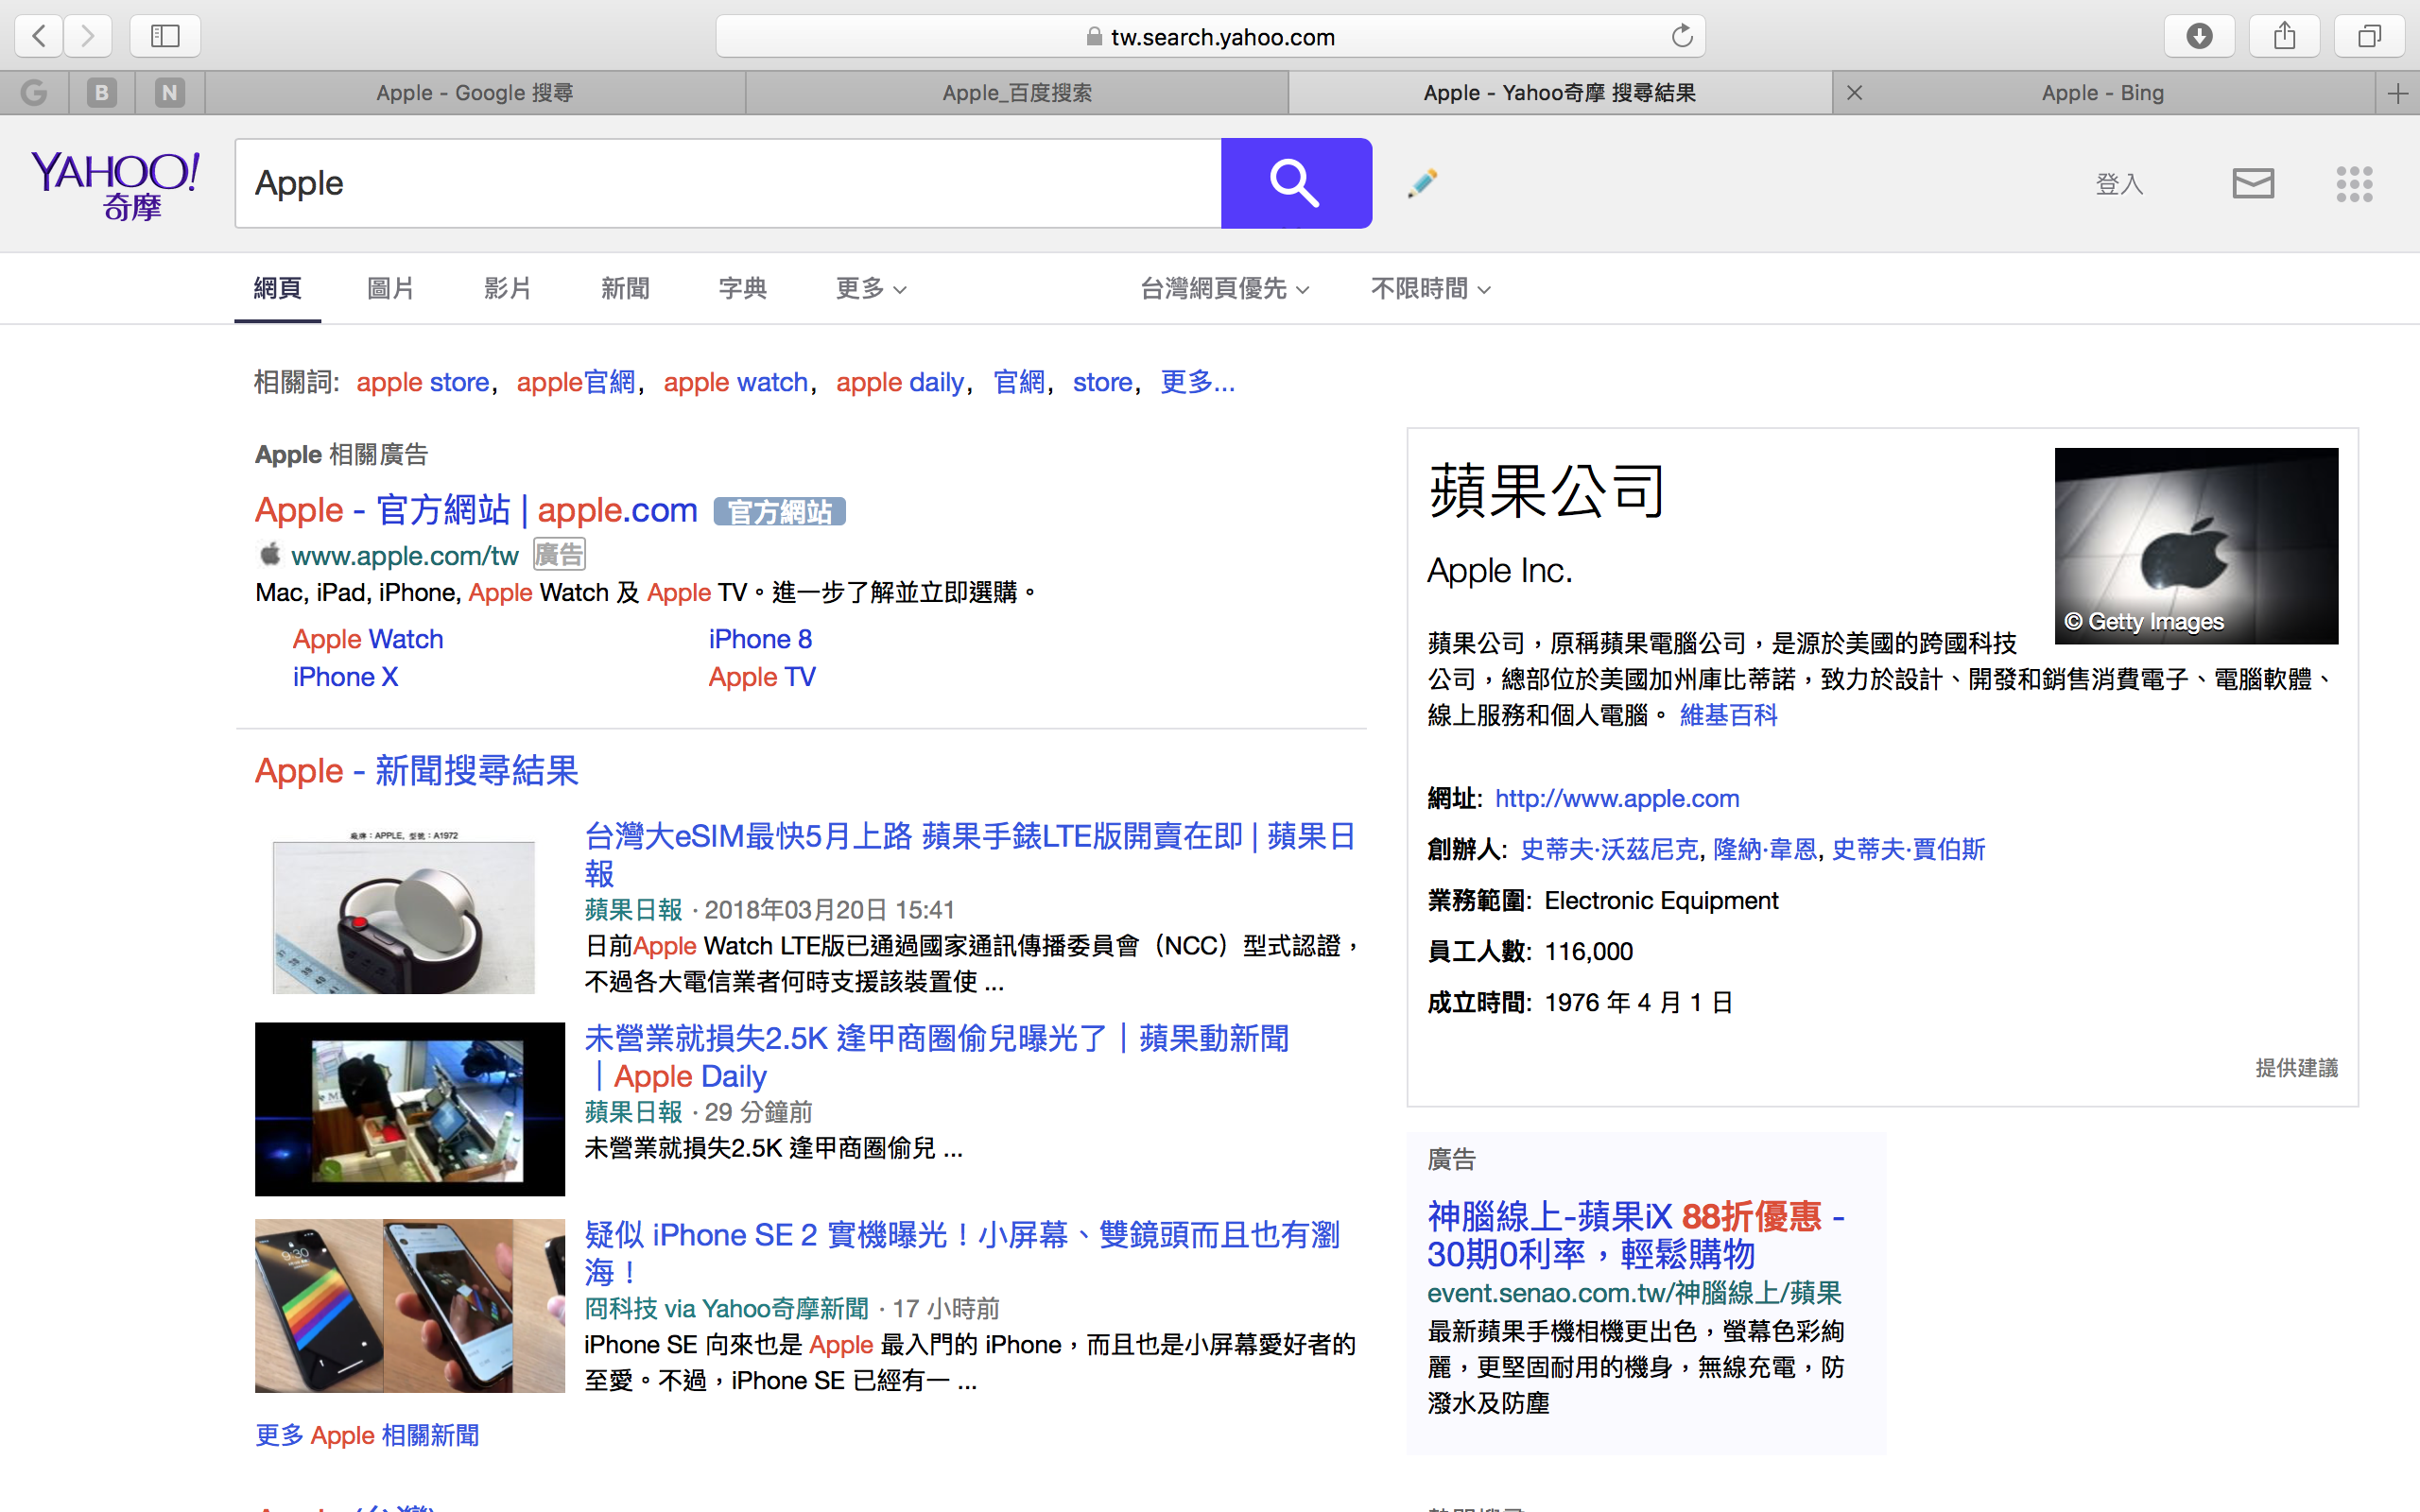 tw.search.yahoo.com
G
B
N
Apple - Google 搜尋
Apple_百度搜索
Apple - Yahoo奇摩 搜尋結果
Apple - Bing
YAHOO!
奇摩
Apple
登入
網頁
圖片
影片
新聞
字典
更多
台灣網頁優先
不限時間
相關詞: apple store, apple官網, apple watch, apple daily, 官網, store, 更多...
Apple 相關廣告
Apple - 官方網站 | apple.com 官方網站
www.apple.com/tw 廣告
Mac, iPad, iPhone, Apple Watch 及 Apple TV。進一步了解並立即選購。
Apple Watch
iPhone 8
iPhone X
Apple TV
Apple - 新聞搜尋結果
廠牌：APPLE, 型號：A1972
台灣大eSIM最快5月上路 蘋果手錶LTE版開賣在即 | 蘋果日
報
蘋果日報 · 2018年03月20日 15:41
日前Apple Watch LTE版已通過國家通訊傳播委員會（NCC）型式認證，
不過各大電信業者何時支援該裝置使 ...
未營業就損失2.5K 逢甲商圈偷兒曝光了｜蘋果動新聞
｜Apple Daily
蘋果日報 · 29 分鐘前
未營業就損失2.5K 逢甲商圈偷兒 ...
9:30
疑似 iPhone SE 2 實機曝光！小屏幕、雙鏡頭而且也有瀏
海！
冏科技 via Yahoo奇摩新聞 · 17 小時前
iPhone SE 向來也是 Apple 最入門的 iPhone，而且也是小屏幕愛好者的
至愛。不過，iPhone SE 已經有一 ...
更多 Apple 相關新聞
蘋果公司
Apple Inc.
© Getty Images
蘋果公司，原稱蘋果電腦公司，是源於美國的跨國科技
公司，總部位於美國加州庫比蒂諾，致力於設計、開發和銷售消費電子、電腦軟體、
線上服務和個人電腦。 維基百科
網址: http://www.apple.com
創辦人: 史蒂夫·沃茲尼克, 隆納·韋恩, 史蒂夫·賈伯斯
業務範圍: Electronic Equipment
員工人數: 116,000
成立時間: 1976 年 4 月 1 日
提供建議
廣告
神腦線上-蘋果iX 88折優惠 -
30期0利率，輕鬆購物
event.senao.com.tw/神腦線上/蘋果
最新蘋果手機相機更出色，螢幕色彩絢
麗，更堅固耐用的機身，無線充電，防
潑水及防塵